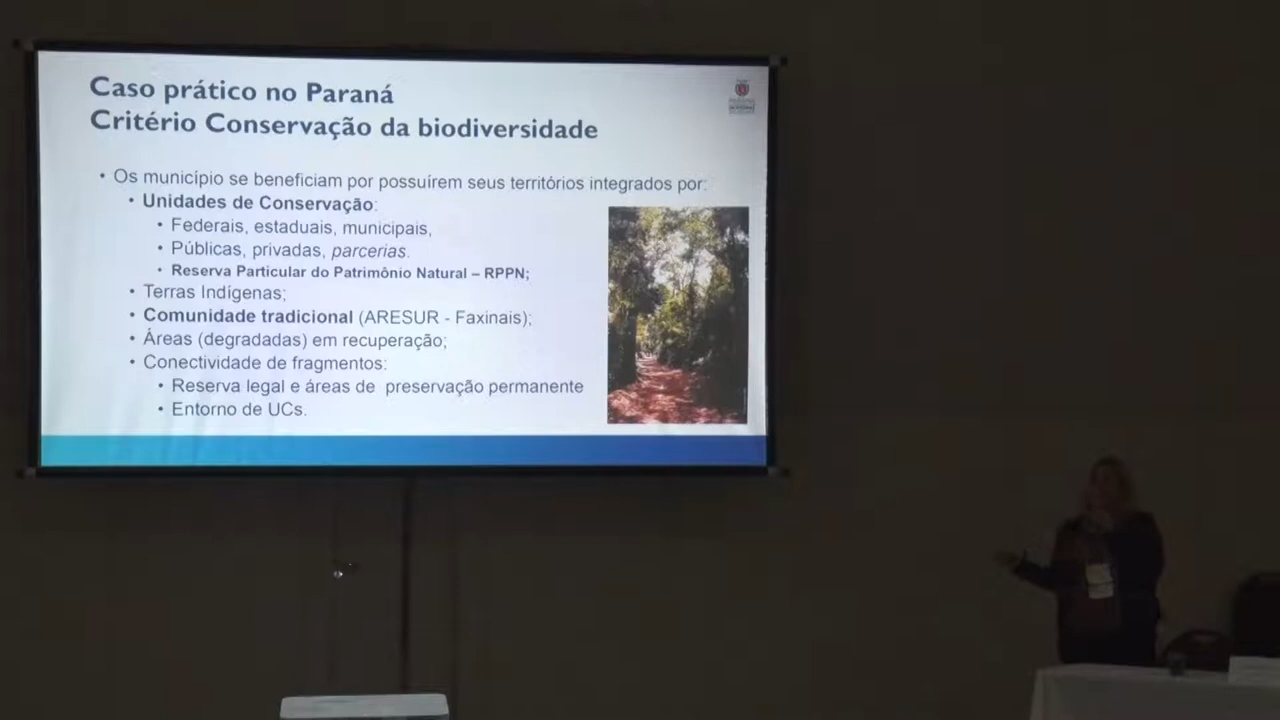 Caso prático no Paraná
Critério Conservação da biodiversidade
• Os município se beneficiam por possuírem seus territórios integrados por:
• Unidades de Conservação:
• Federais, estaduais, municipais,
• Públicas, privadas, parcerias.
• Reserva Particular do Patrimônio Natural – RPPN;
• Terras Indígenas;
• Comunidade tradicional (ARESUR - Faxinais);
• Áreas (degradadas) em recuperação;
• Conectividade de fragmentos:
• Reserva legal e áreas de preservação permanente
• Entorno de UCs.